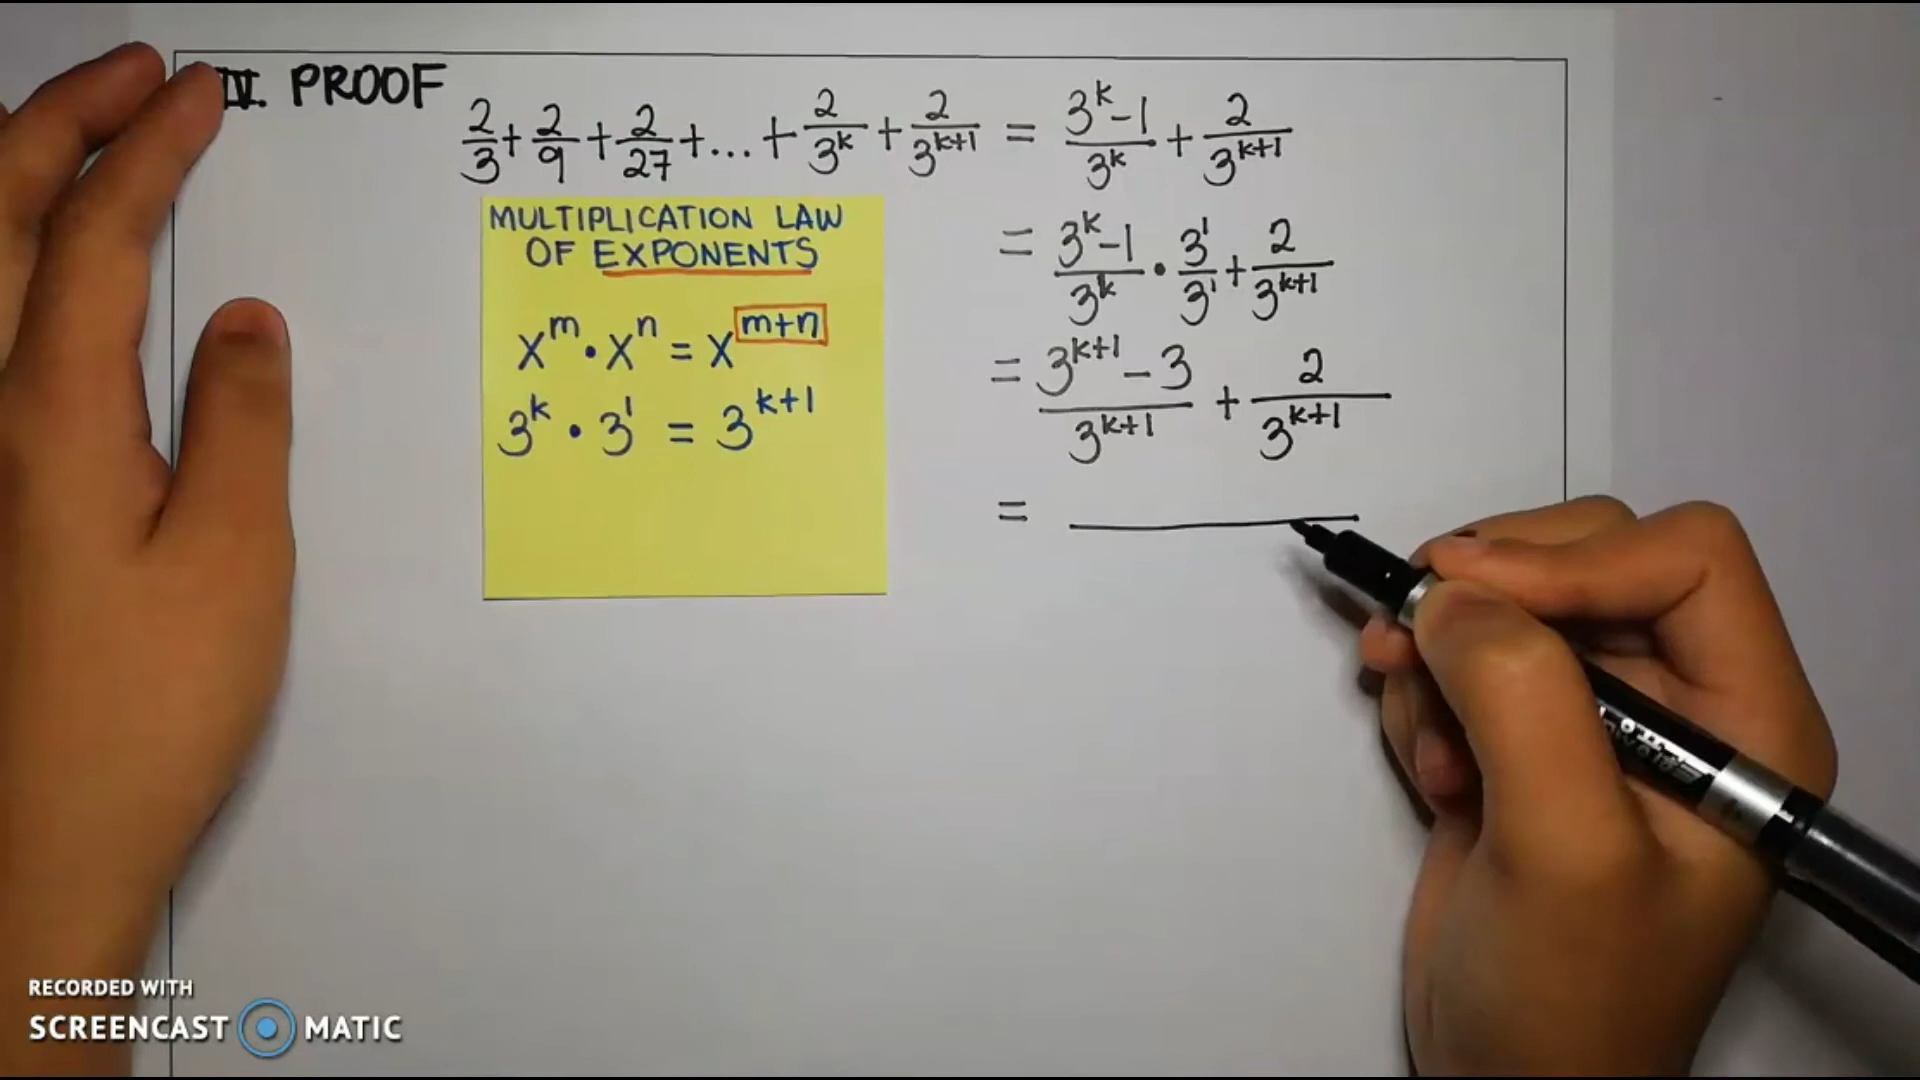 IV. PROOF
2/3 + 2/9 + 2/27 + ... + 2/3^k + 2/3^(k+1) = (3^k - 1)/3^k + 2/3^(k+1)
= (3^k - 1)/3^k • 3^1/3^1 + 2/3^(k+1)
= (3^(k+1) - 3)/3^(k+1) + 2/3^(k+1)
=
MULTIPLICATION LAW
OF EXPONENTS
x^m • x^n = x^(m+n)
3^k • 3^1 = 3^(k+1)
RECORDED WITH
SCREENCAST MATIC